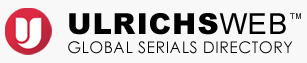 U
ULRICHSWEB™
GLOBAL SERIALS DIRECTORY